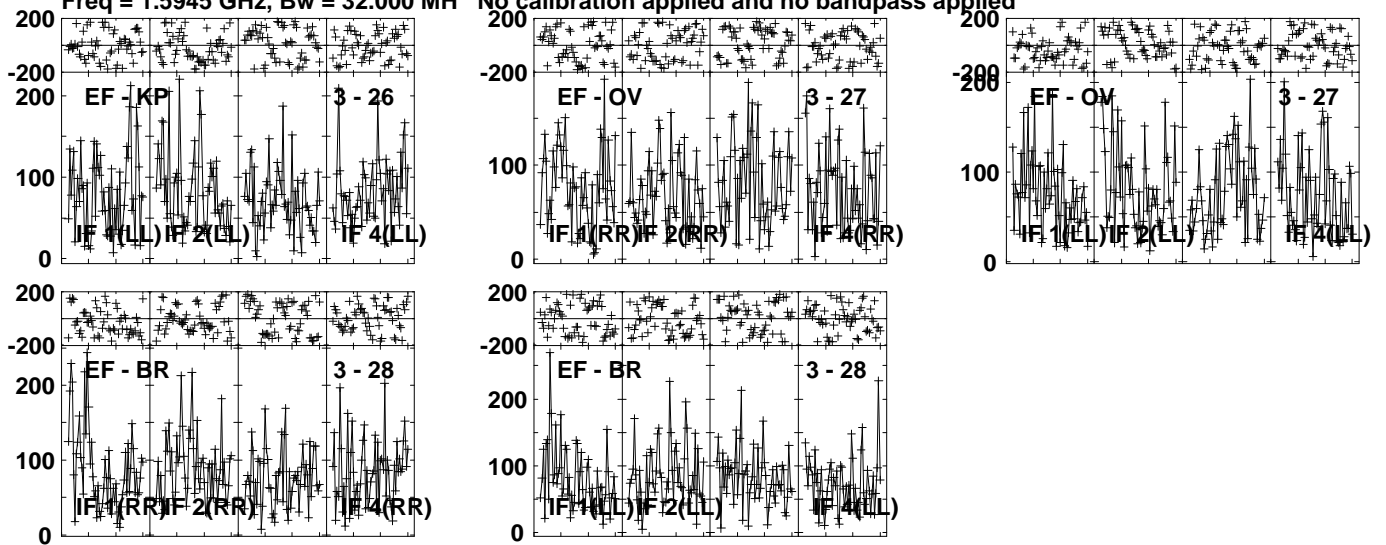 Freq = 1.5945 GHz, Bw = 32.000 MH No calibration applied and no bandpass applied
200
-200
200
100
0
EF - KP 3 - 26
IF 1(LL) IF 2(LL) IF 4(LL)
200
-200
200
100
0
EF - OV 3 - 27
IF 1(RR) IF 2(RR) IF 4(RR)
200
-200
200
100
0
EF - OV 3 - 27
IF 1(LL) IF 2(LL) IF 4(LL)
200
-200
200
100
0
EF - BR 3 - 28
IF 1(RR) IF 2(RR) IF 4(RR)
200
-200
200
100
0
EF - BR 3 - 28
IF 1(LL) IF 2(LL) IF 4(LL)